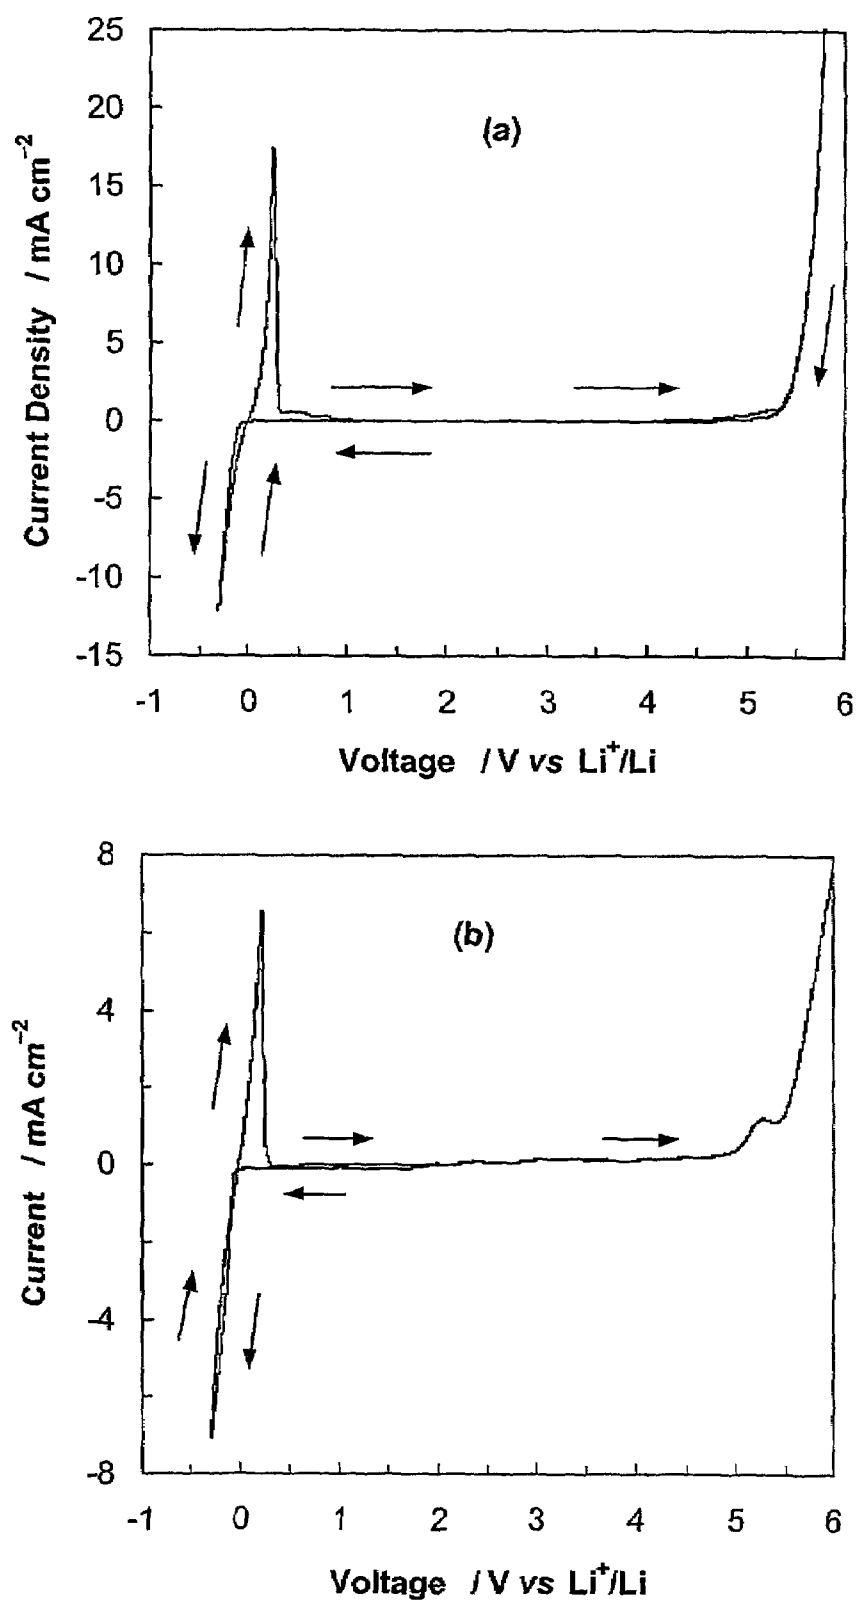 25
20
15
10
5
0
-5
-10
-15
(a)
Current Density / mA cm⁻²
-1 0 1 2 3 4 5 6
Voltage / V vs Li⁺/Li
8
4
0
-4
-8
(b)
Current / mA cm⁻²
-1 0 1 2 3 4 5 6
Voltage / V vs Li⁺/Li